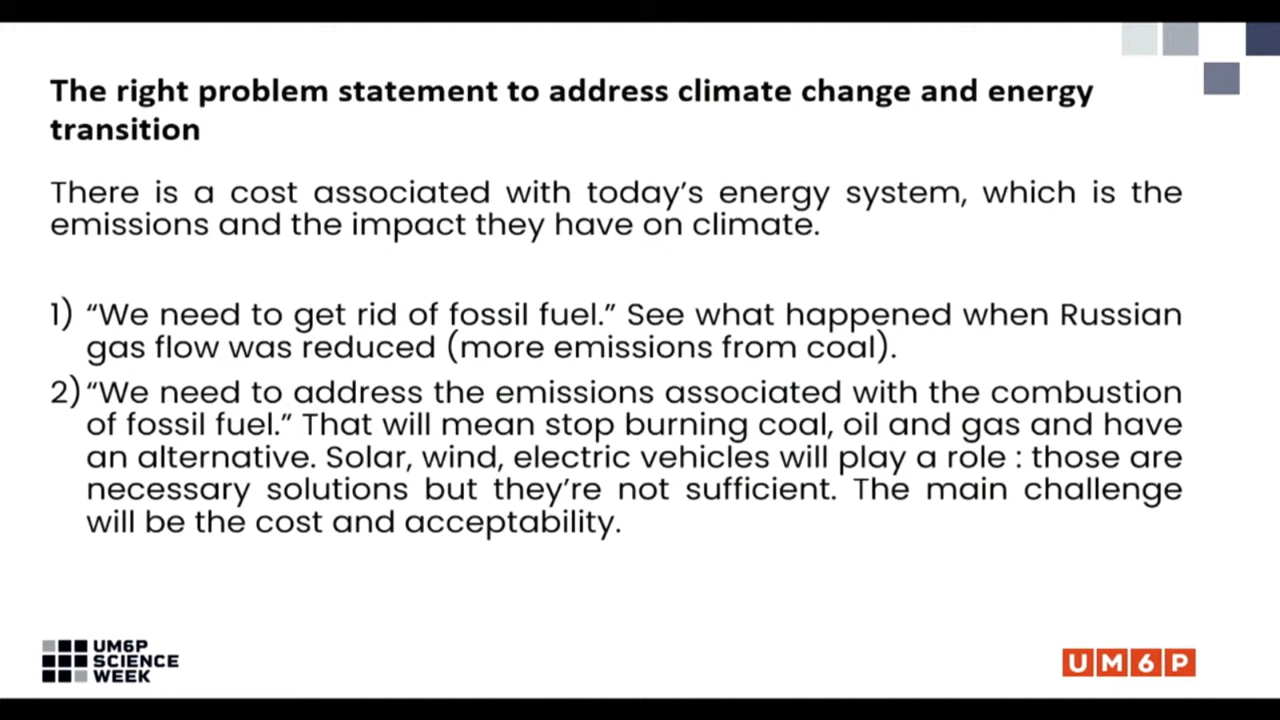 The right problem statement to address climate change and energy
transition
There is a cost associated with today's energy system, which is the
emissions and the impact they have on climate.
1) “We need to get rid of fossil fuel.” See what happened when Russian
gas flow was reduced (more emissions from coal).
2) “We need to address the emissions associated with the combustion
of fossil fuel.” That will mean stop burning coal, oil and gas and have
an alternative. Solar, wind, electric vehicles will play a role : those are
necessary solutions but they're not sufficient. The main challenge
will be the cost and acceptability.
UM6P
SCIENCE
WEEK
UM6P